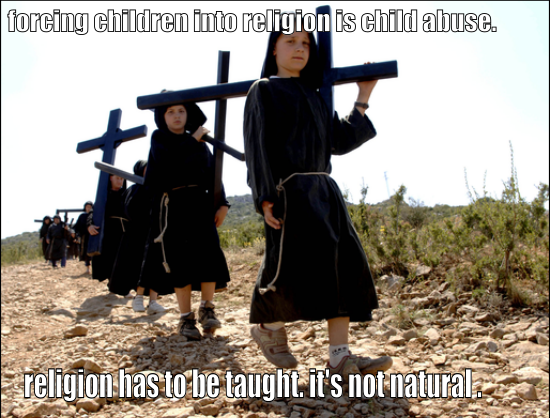 forcing children into religion is child abuse.
religion has to be taught. it's not natural .